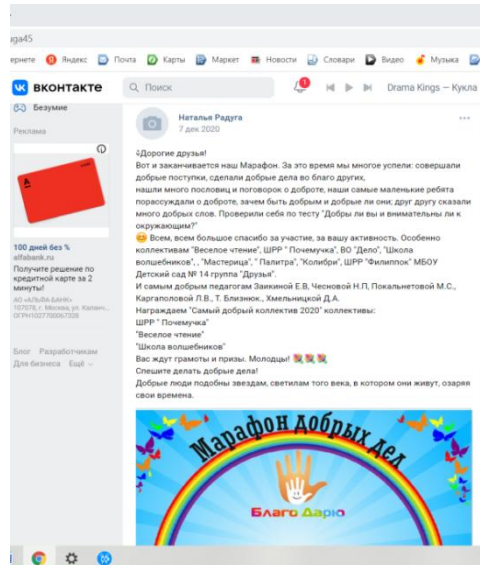 uga45
ернете Яндекс Почта Карты Маркет Новости Словари Видео Музыка
вконтакте Поиск Drama Kings — Кукла
Безумие
Реклама
100 дней без %
alfabank.ru
Получите решение по
кредитной карте за 2
минуты!
АО «АЛЬФА-БАНК»
107078, г. Москва, ул. Каланч...
ОГРН1027700067328
Блог Разработчикам
Для бизнеса Ещё
Наталья Радуга
7 дек 2020
Дорогие друзья!
Вот и заканчивается наш Марафон. За это время мы многое успели: совершали
добрые поступки, сделали добрые дела во благо других,
нашли много пословиц и поговорок о доброте, наши самые маленькие ребята
порассуждали о доброте, зачем быть добрым и добрые ли они; друг другу сказали
много добрых слов. Проверили себя по тесту "Добры ли вы и внимательны ли к
окружающим?"
Всем, всем большое спасибо за участие, за вашу активность. Особенно
коллективам "Веселое чтение", ШРР " Почемучка", ВО "Дело", "Школа
волшебников", , "Мастерица", " Палитра", "Колибри", ШРР "Филиппок" МБОУ
Детский сад № 14 группа "Друзья".
И самым добрым педагогам Заикиной Е.В, Чесновой Н.П, Покальнетовой М.С.,
Каргаполовой Л.В., Т. Близнюк., Хмельницкой Д.А.
Награждаем "Самый добрый коллектив 2020" коллективы:
ШРР " Почемучка"
"Веселое чтение"
"Школа волшебников"
Вас ждут грамоты и призы. Молодцы!
Спешите делать добрые дела!
Добрые люди подобны звездам, светилам того века, в котором они живут, озаряя
свои времена.
Марафон добрых дел
Благо Дарю